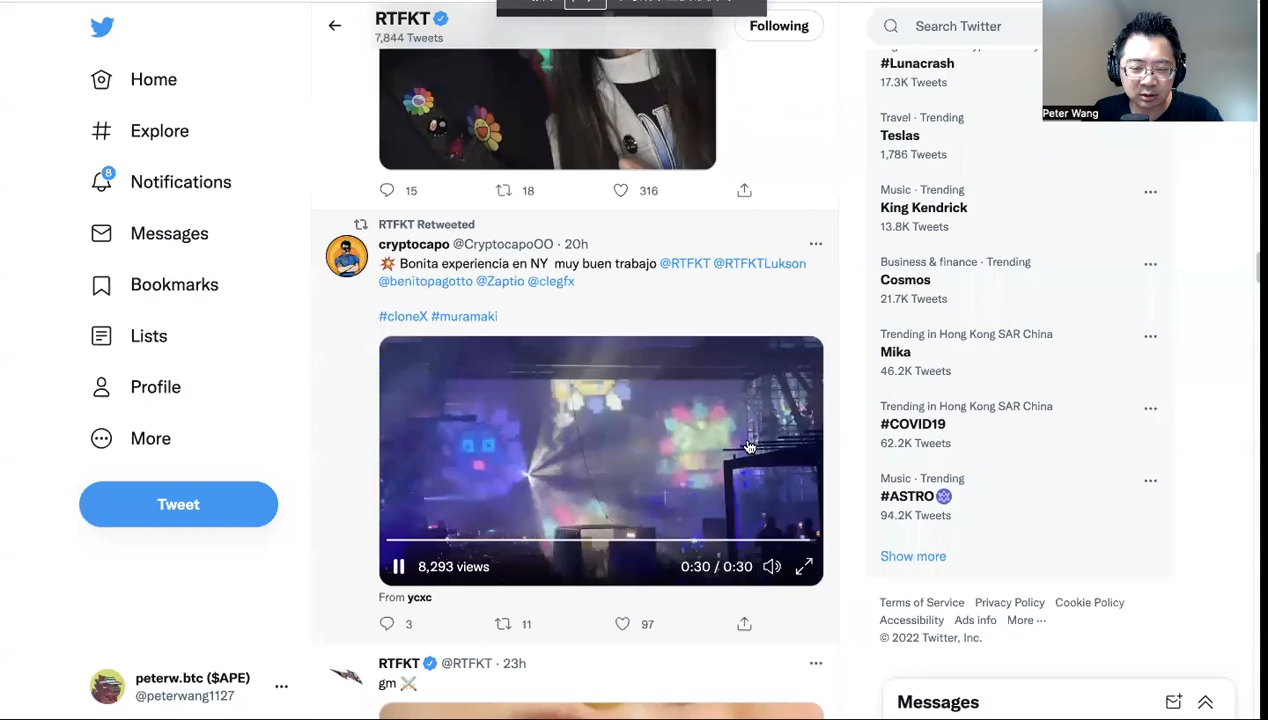 RTFKT
7,844 Tweets
Following
Search Twitter
Peter Wang
Home
Explore
8
Notifications
Messages
Bookmarks
Lists
Profile
More
Tweet
peterw.btc ($APE)
@peterwang1127
15
18
316
RTFKT Retweeted
cryptocapo @CryptocapoOO · 20h
💥 Bonita experiencia en NY muy buen trabajo @RTFKT @RTFKTLukson
@benitopagotto @Zaptio @clegfx
#cloneX #muramaki
8,293 views
0:30 / 0:30
From ycxc
3
11
97
RTFKT @RTFKT · 23h
gm ⚔️
#Lunacrash
17.3K Tweets
Travel · Trending
Teslas
1,786 Tweets
Music · Trending
King Kendrick
13.8K Tweets
Business & finance · Trending
Cosmos
21.7K Tweets
Trending in Hong Kong SAR China
Mika
46.2K Tweets
Trending in Hong Kong SAR China
#COVID19
62.2K Tweets
Music · Trending
#ASTRO
94.2K Tweets
Show more
Terms of Service Privacy Policy Cookie Policy
Accessibility Ads info More ···
© 2022 Twitter, Inc.
Messages